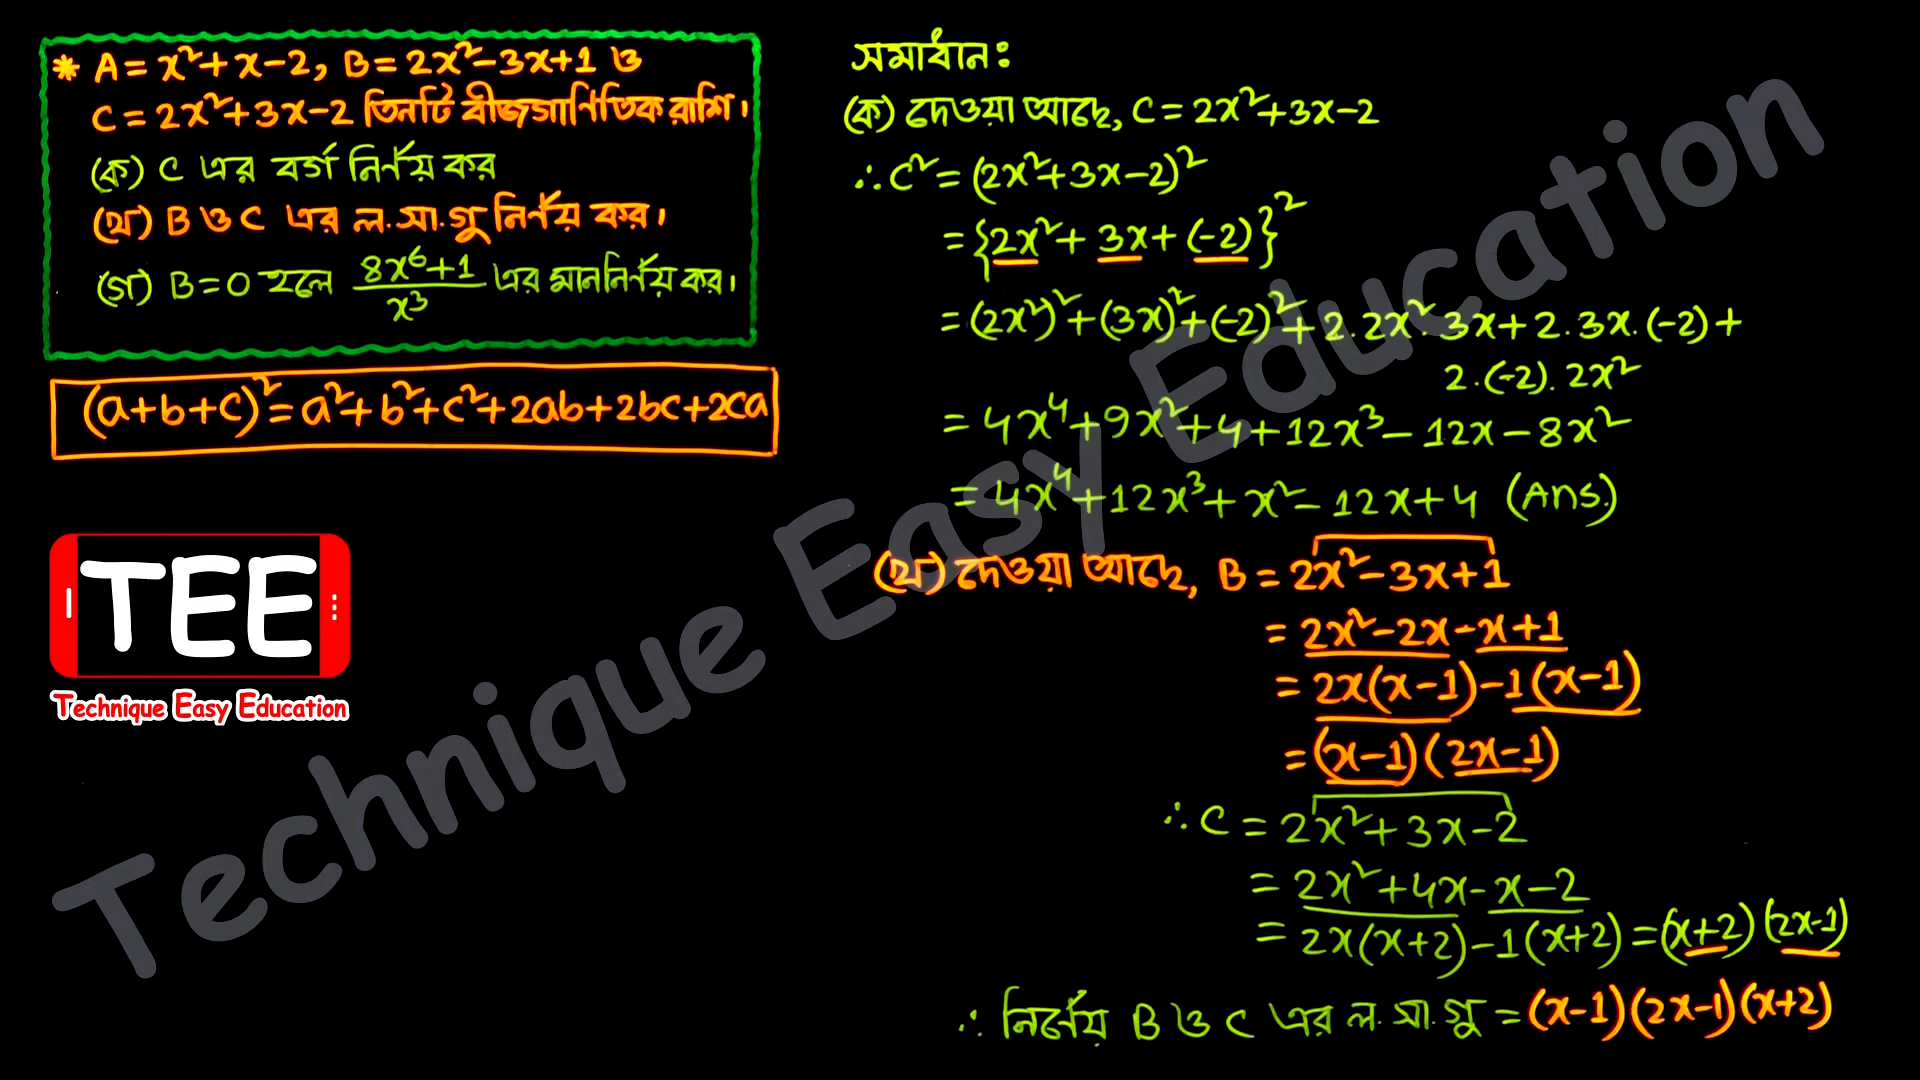 * A = x²+x-2, B = 2x²-3x+1 ও
C = 2x²+3x-2 তিনটি বীজগাণিতিক রাশি।
(ক) C এর বর্গ নির্ণয় কর
(খ) B ও C এর ল.সা.গু নির্ণয় কর।
(গ) B=0 হলে (8x⁶+1)/x³ এর মান নির্ণয় কর।
(a+b+c)² = a²+b²+c²+2ab+2bc+2ca
TEE
Technique Easy Education
সমাধান:
(ক) দেওয়া আছে, C = 2x²+3x-2
∴ C² = (2x²+3x-2)²
= {2x²+3x+(-2)}²
= (2x²)²+(3x)²+(-2)²+2.2x².3x+2.3x.(-2)+
2.(-2).2x²
= 4x⁴+9x²+4+12x³-12x-8x²
= 4x⁴+12x³+x²-12x+4 (Ans.)
(খ) দেওয়া আছে, B = 2x²-3x+1
= 2x²-2x-x+1
= 2x(x-1)-1(x-1)
= (x-1)(2x-1)
∴ C = 2x²+3x-2
= 2x²+4x-x-2
= 2x(x+2)-1(x+2) = (x+2)(2x-1)
∴ নির্ণেয় B ও C এর ল.সা.গু = (x-1)(2x-1)(x+2)
Technique Easy Education